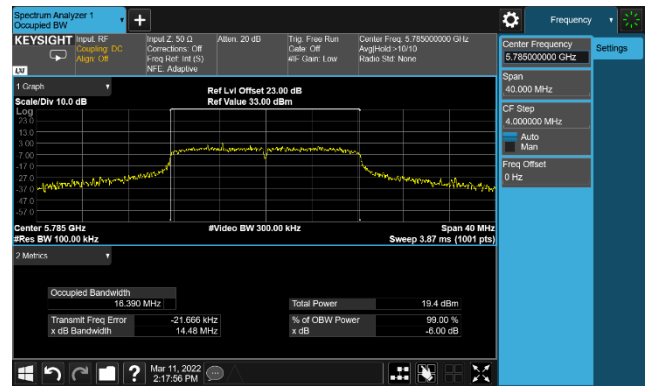 Spectrum Analyzer 1
Occupied BW
Frequency
KEYSIGHT
Input: RF
Coupling: DC
Align: Off
Input Z: 50 Ω
Corrections: Off
Freq Ref: Int (S)
NFE: Adaptive
Atten: 20 dB
Trig: Free Run
Gate: Off
#IF Gain: Low
Center Freq: 5.785000000 GHz
Avg|Hold:>10/10
Radio Std: None
LXI
Center Frequency
5.785000000 GHz
Settings
Span
40.000 MHz
CF Step
4.000000 MHz
Auto
Man
Freq Offset
0 Hz
1 Graph
Scale/Div 10.0 dB
Ref Lvl Offset 23.00 dB
Ref Value 33.00 dBm
Log
23.0
13.0
3.00
-7.00
-17.0
-27.0
-37.0
-47.0
-57.0
Center 5.785 GHz
#Video BW 300.00 kHz
Span 40 MHz
#Res BW 100.00 kHz
Sweep 3.87 ms (1001 pts)
2 Metrics
Occupied Bandwidth
16.390 MHz
Total Power 19.4 dBm
Transmit Freq Error -21.666 kHz
% of OBW Power 99.00 %
x dB Bandwidth 14.48 MHz
x dB -6.00 dB
?
Mar 11, 2022
2:17:56 PM